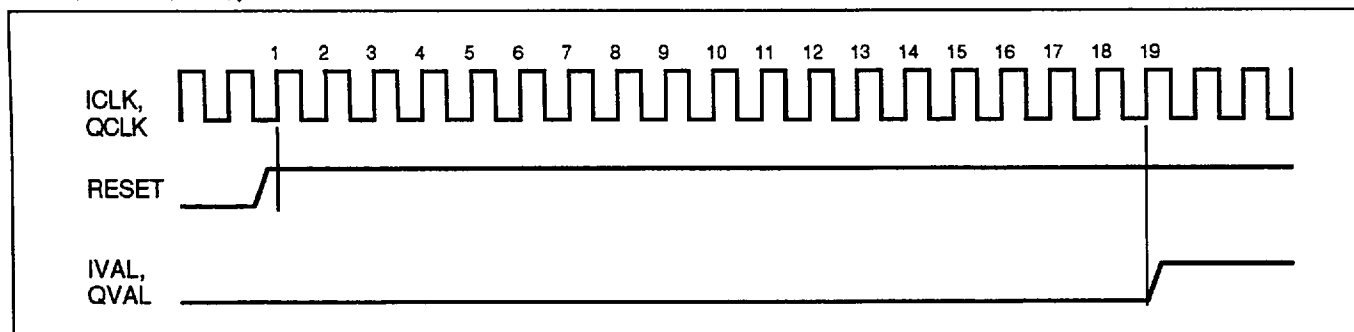 1 2 3 4 5 6 7 8 9 10 11 12 13 14 15 16 17 18 19
ICLK,
QCLK
RESET
IVAL,
QVAL